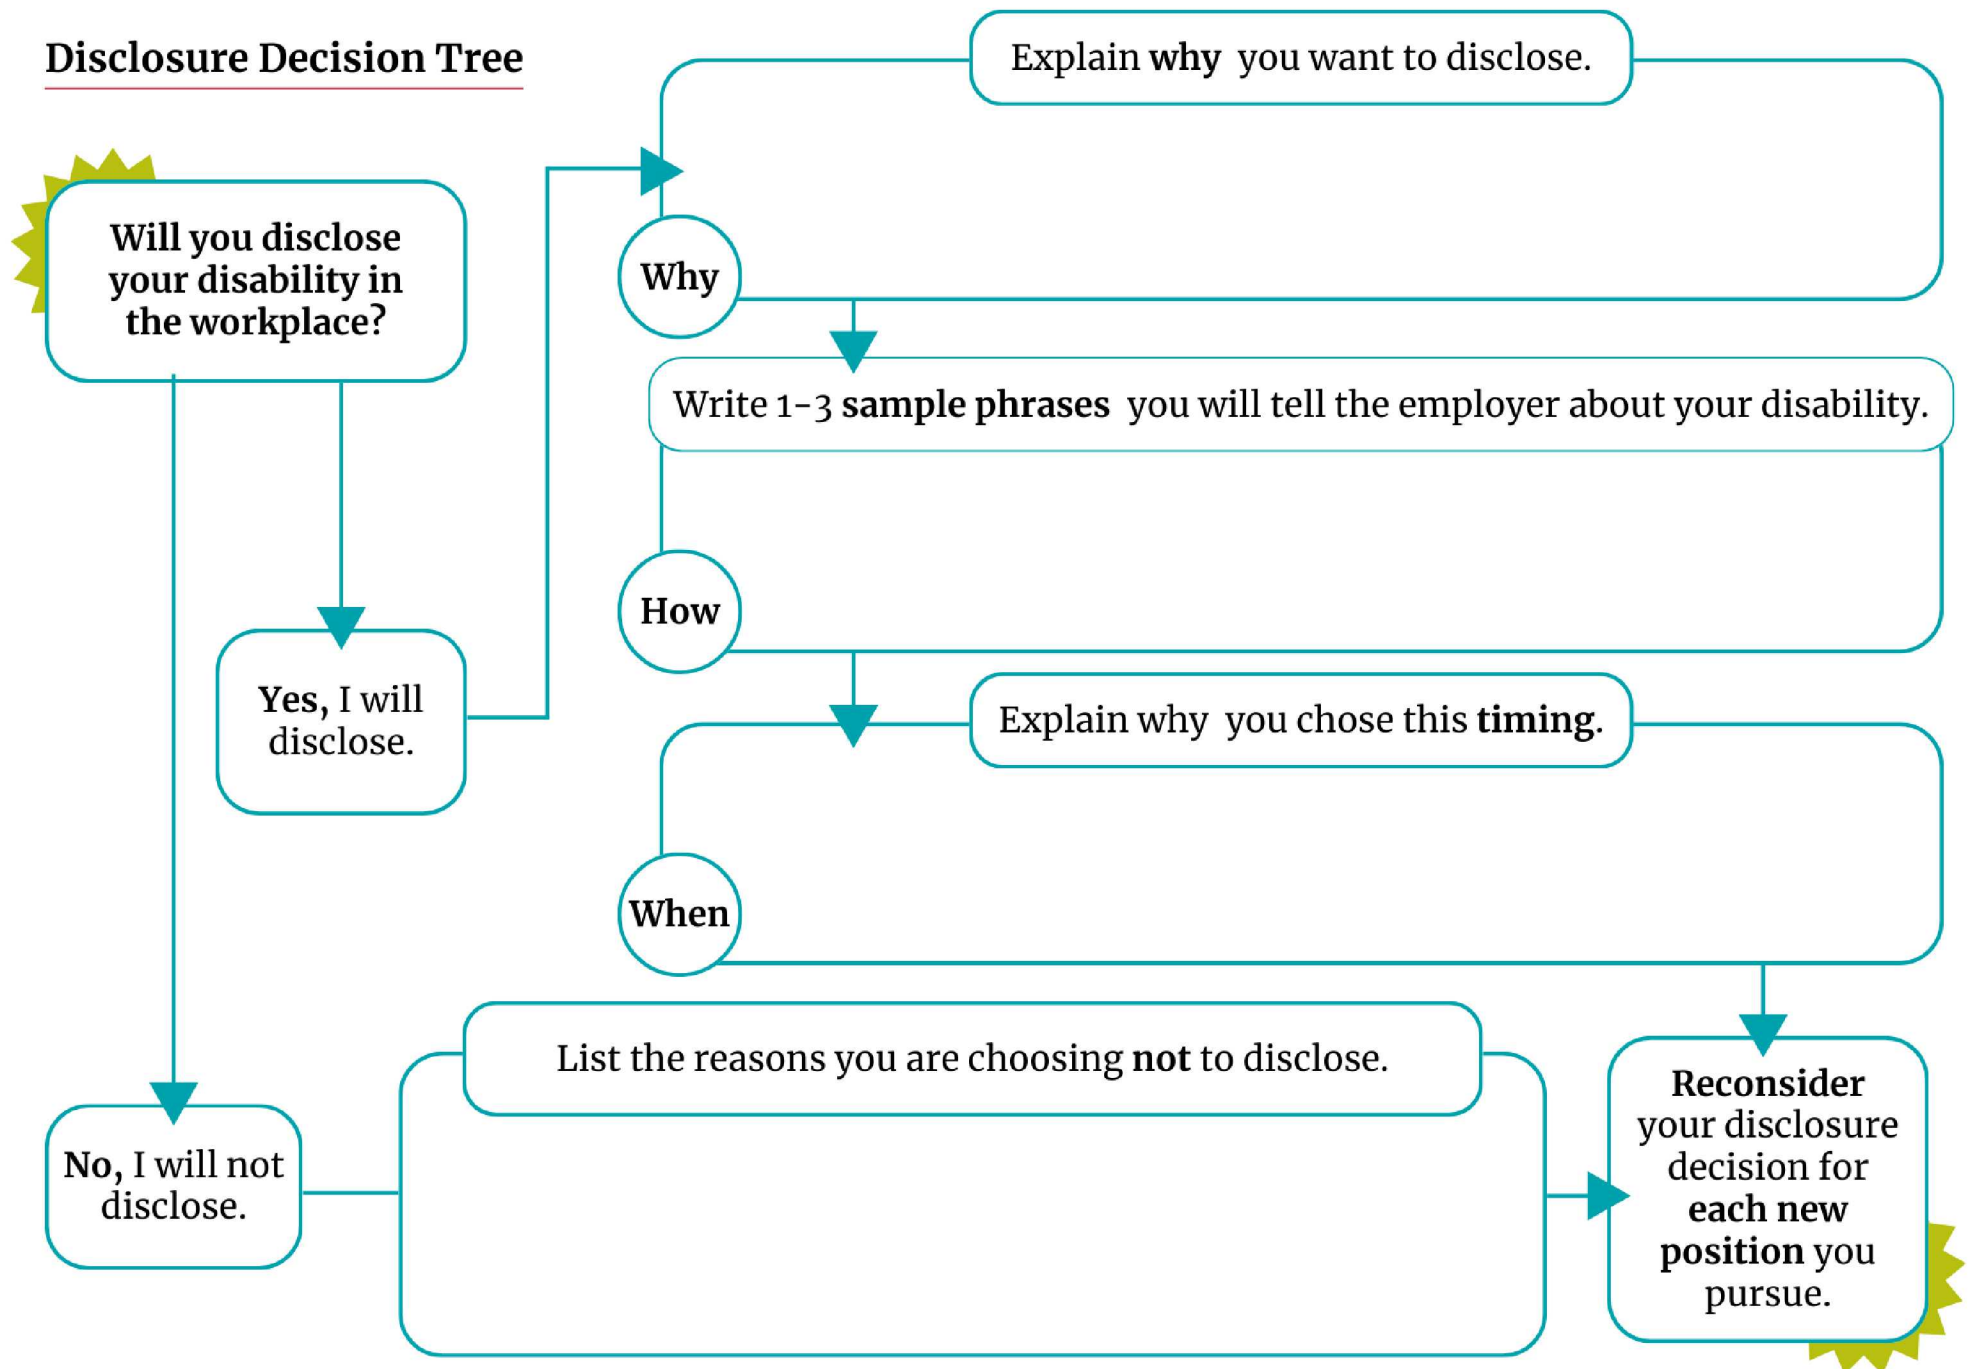 Disclosure Decision Tree
Will you disclose
your disability in
the workplace?
Yes, I will
disclose.
Explain why you want to disclose.
Why
Write 1-3 sample phrases you will tell the employer about your disability.
How
Explain why you chose this timing.
When
No, I will not
disclose.
List the reasons you are choosing not to disclose.
Reconsider
your disclosure
decision for
each new
position you
pursue.